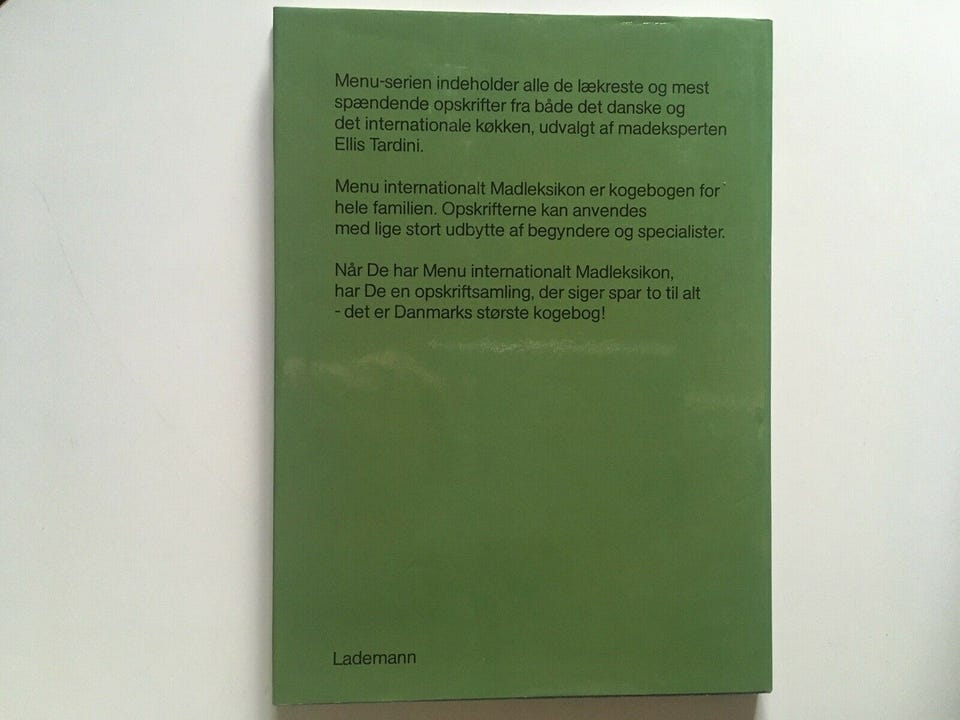 Menu-serien indeholder alle de lækreste og mest
spændende opskrifter fra både det danske og
det internationale køkken, udvalgt af madeksperten
Ellis Tardini.
Menu internationalt Madleksikon er kogebogen for
hele familien. Opskrifterne kan anvendes
med lige stort udbytte af begyndere og specialister.
Når De har Menu internationalt Madleksikon,
har De en opskriftsamling, der siger spar to til alt
- det er Danmarks største kogebog!
Lademann